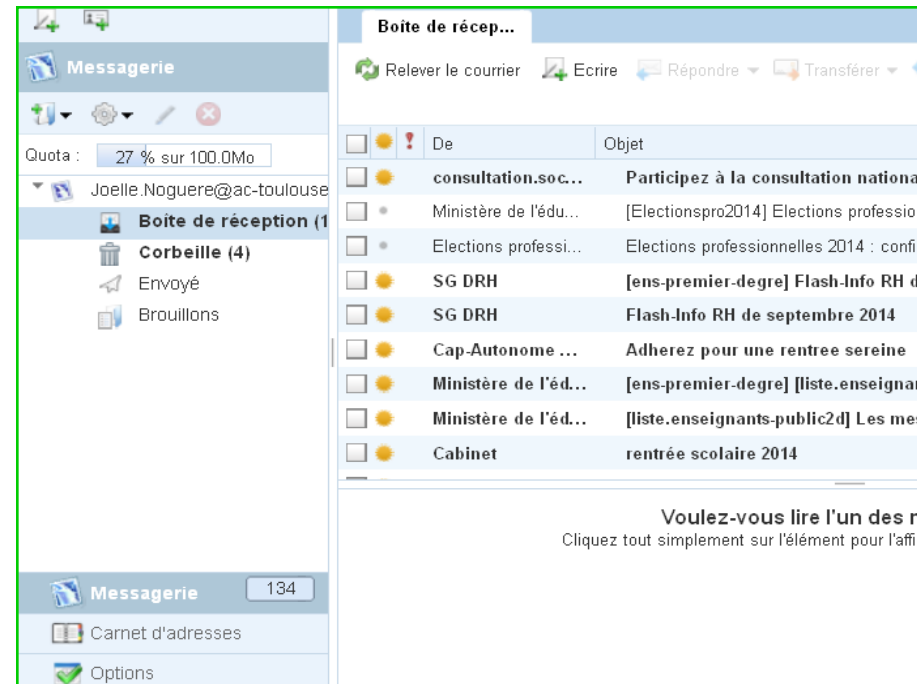 Messagerie
Quota : 27 % sur 100.0Mo
Joelle.Noguere@ac-toulouse
Boîte de réception (1
Corbeille (4)
Envoyé
Brouillons
Messagerie 134
Carnet d'adresses
Options
Boîte de récep...
Relever le courrier Ecrire Répondre Transférer
De Objet
consultation.soc... Participez à la consultation nationa
Ministère de l'édu... [Electionspro2014] Elections professio
Elections professi... Elections professionnelles 2014 : confi
SG DRH [ens-premier-degre] Flash-Info RH d
SG DRH Flash-Info RH de septembre 2014
Cap-Autonome ... Adherez pour une rentree sereine
Ministère de l'éd... [ens-premier-degre] [liste.enseignan
Ministère de l'éd... [liste.enseignants-public2d] Les mes
Cabinet rentrée scolaire 2014
Voulez-vous lire l'un des
Cliquez tout simplement sur l'élément pour l'affi